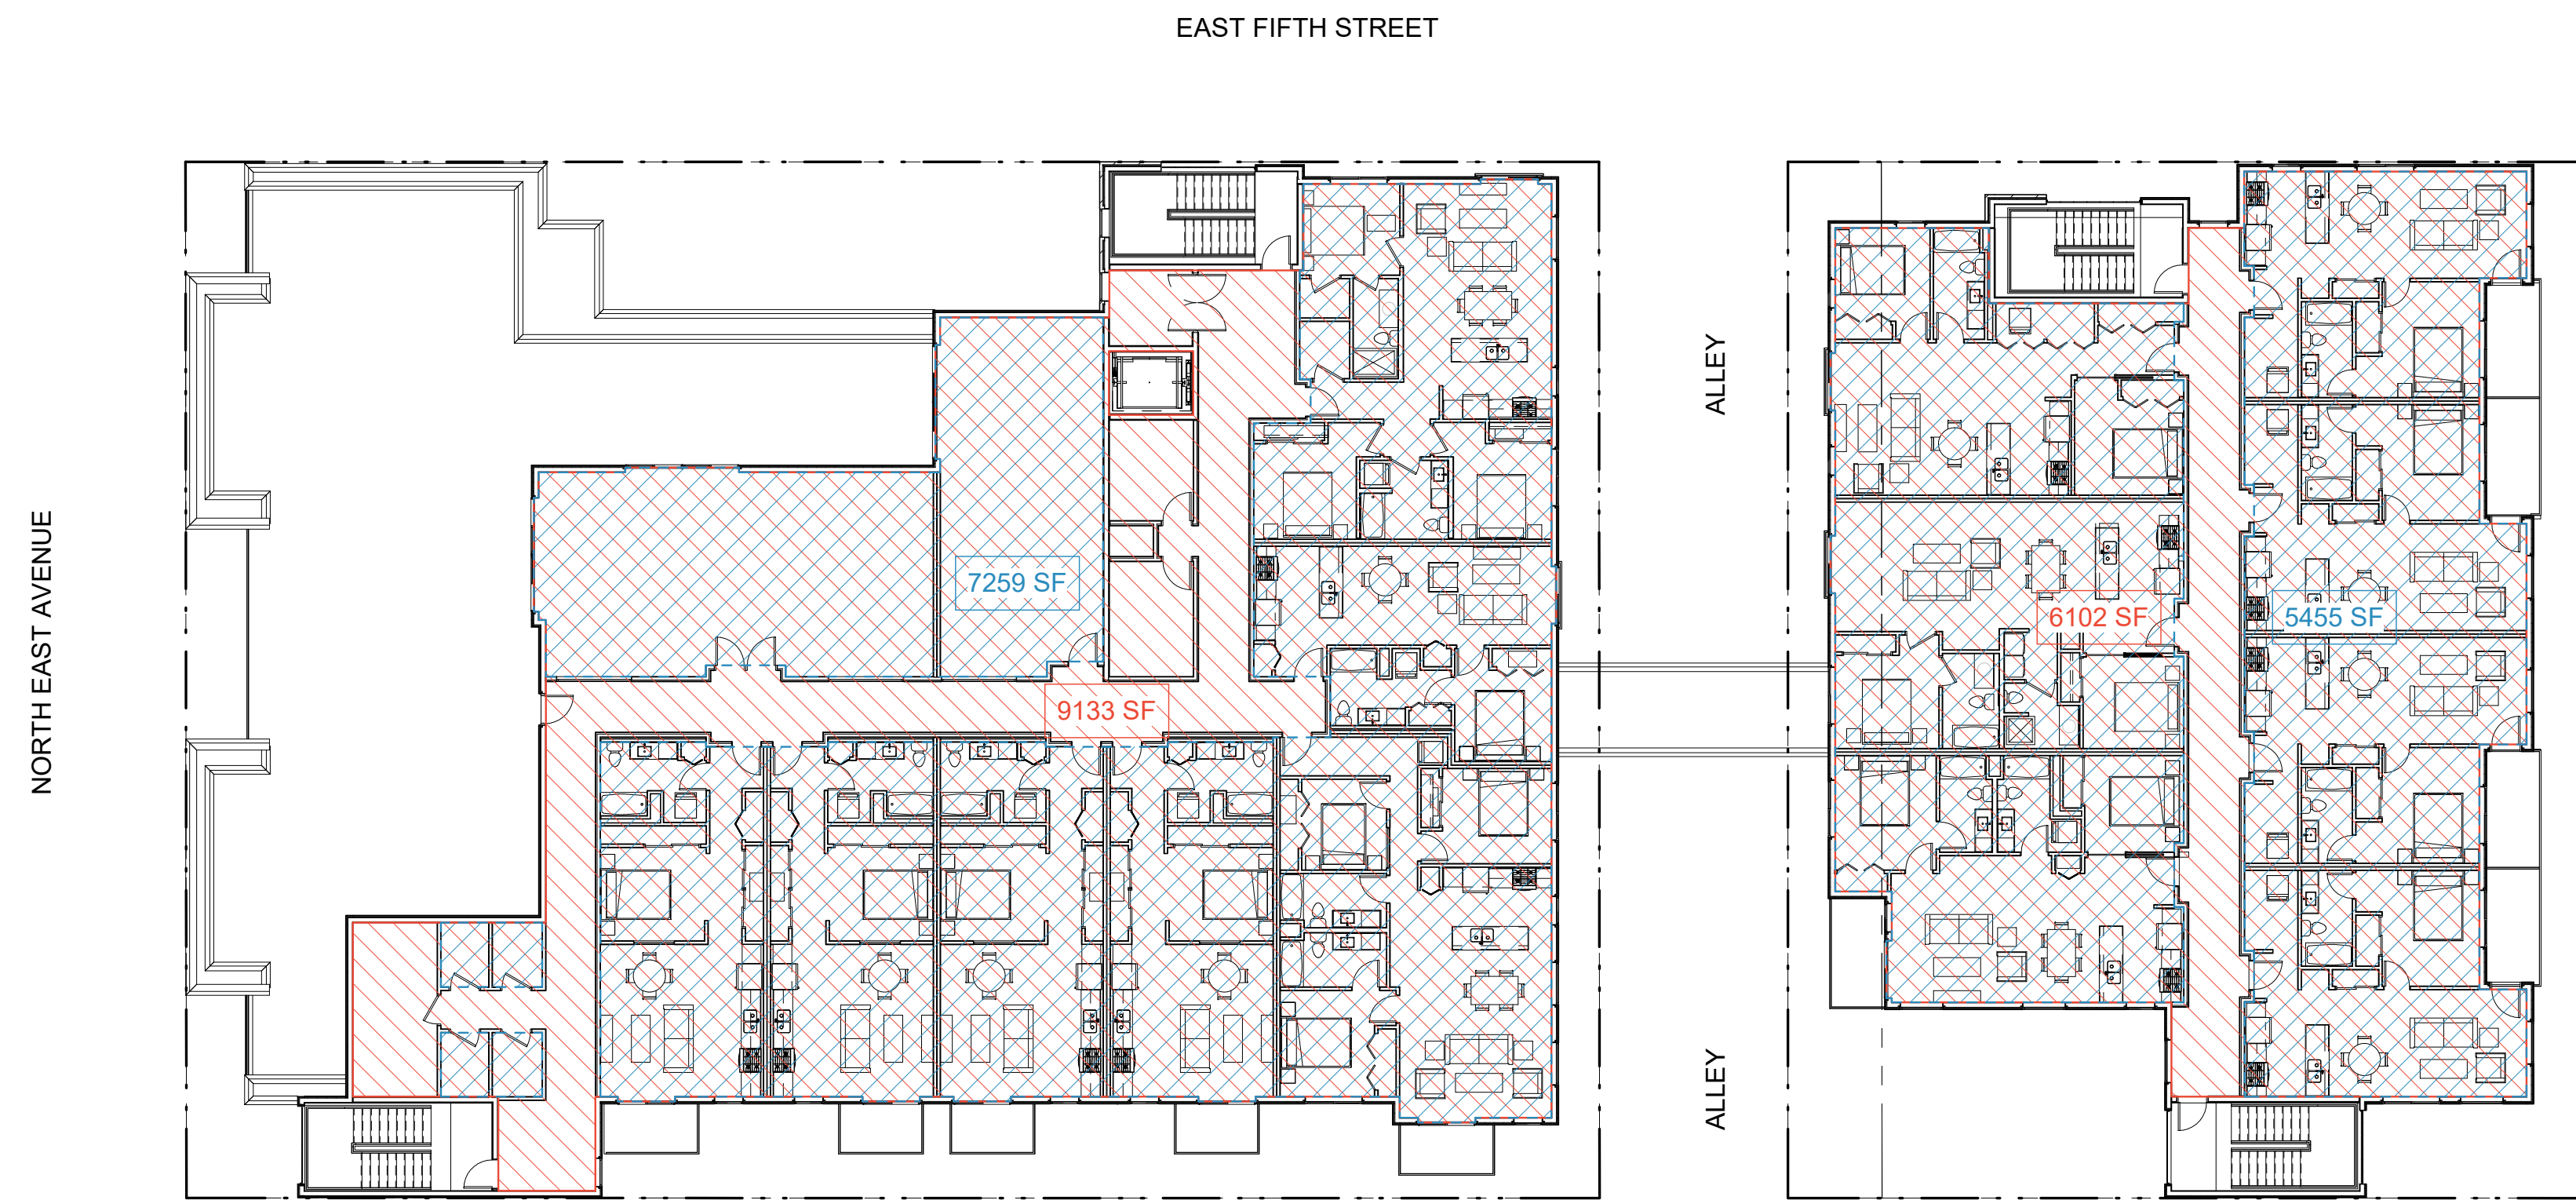 EAST FIFTH STREET
NORTH EAST AVENUE
7259 SF
9133 SF
ALLEY
ALLEY
6102 SF
5455 SF